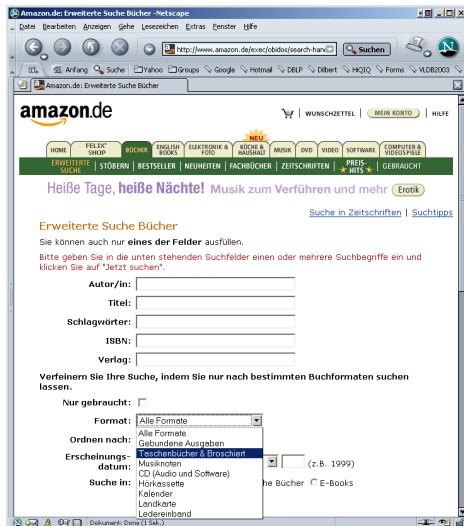 Amazon.de: Erweiterte Suche Bücher - Netscape
Datei Bearbeiten Anzeigen Gehe Lesezeichen Extras Fenster Hilfe
http://www.amazon.de/exec/obidos/search-han Suchen
Anfang Suche Yahoo Groups Google Hotmail DBLP Dilbert HKIQ Forms VLDB2003
Amazon.de: Erweiterte Suche Bücher
amazon.de
WUNSCHZETTEL | MEIN KONTO | HILFE
NEU
HOME FELIX' SHOP BÜCHER ENGLISH BOOKS ELEKTRONIK & FOTO KÜCHE & HAUSHALT MUSIK DVD VIDEO SOFTWARE COMPUTER & VIDEOSPIELE
ERWEITERTE SUCHE | STÖBERN | BESTSELLER | NEUHEITEN | FACHBÜCHER | ZEITSCHRIFTEN | PREIS-HITS | GEBRAUCHT
Heiße Tage, heiße Nächte! Musik zum Verführen und mehr Erotik
Suche in Zeitschriften | Suchtipps
Erweiterte Suche Bücher
Sie können auch nur eines der Felder ausfüllen.
Bitte geben Sie in die unten stehenden Suchfelder einen oder mehrere Suchbegriffe ein und
klicken Sie auf "Jetzt suchen".
Autor/in:
Titel:
Schlagwörter:
ISBN:
Verlag:
Verfeinern Sie Ihre Suche, indem Sie nur nach bestimmten Buchformaten suchen
lassen.
Nur gebraucht:
Format: Alle Formate
Alle Formate
Ordnen nach: Gebundene Ausgaben
Taschenbücher & Broschiert
Erscheinungs-datum: Musiknoten (z.B. 1999)
CD (Audio und Software)
Suche in: Hörkassette he Bücher E-Books
Kalender
Landkarte
Ledereinband
Dokument: Done (1 Sek.)